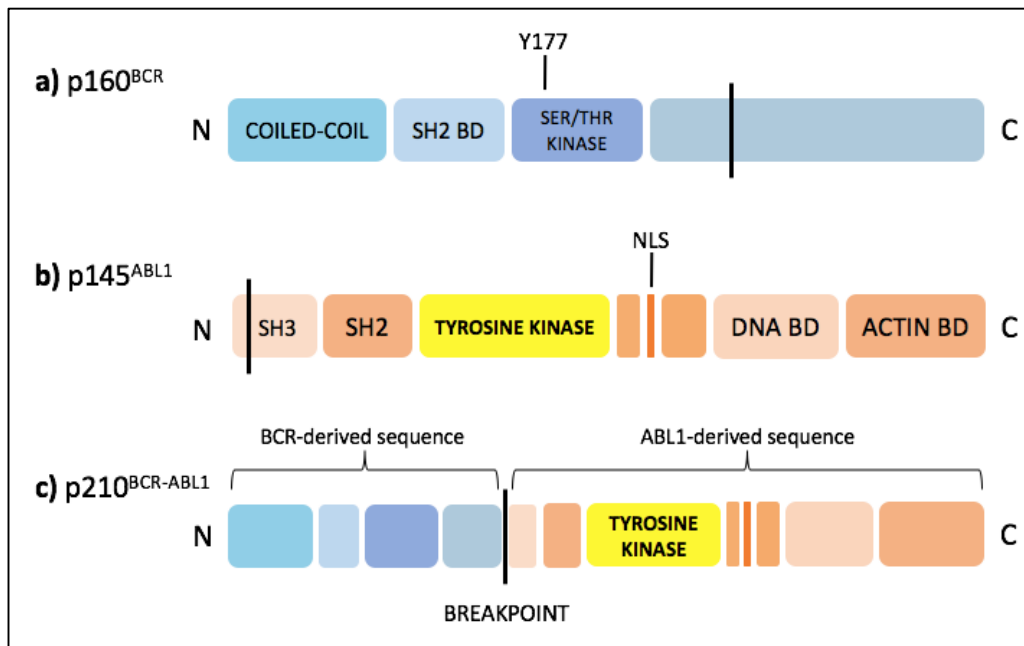 Y177
a) p160BCR
N
COILED-COIL
SH2 BD
SER/THR
KINASE
C
NLS
b) p145ABL1
N
SH3
SH2
TYROSINE KINASE
DNA BD
ACTIN BD
C
BCR-derived sequence
ABL1-derived sequence
c) p210BCR-ABL1
N
TYROSINE
KINASE
C
BREAKPOINT